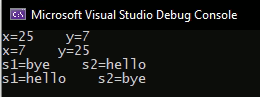 Microsoft Visual Studio Debug Console
x=25    y=7
x=7    y=25
s1=bye    s2=hello
s1=hello    s2=bye